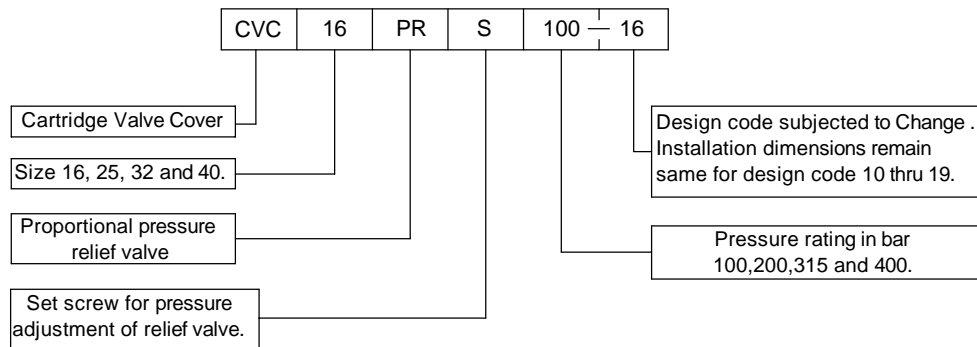 CVC 16 PR S 100 — 16
Cartridge Valve Cover
Size 16, 25, 32 and 40.
Proportional pressure
relief valve
Set screw for pressure
adjustment of relief valve.
Design code subjected to Change .
Installation dimensions remain
same for design code 10 thru 19.
Pressure rating in bar
100,200,315 and 400.